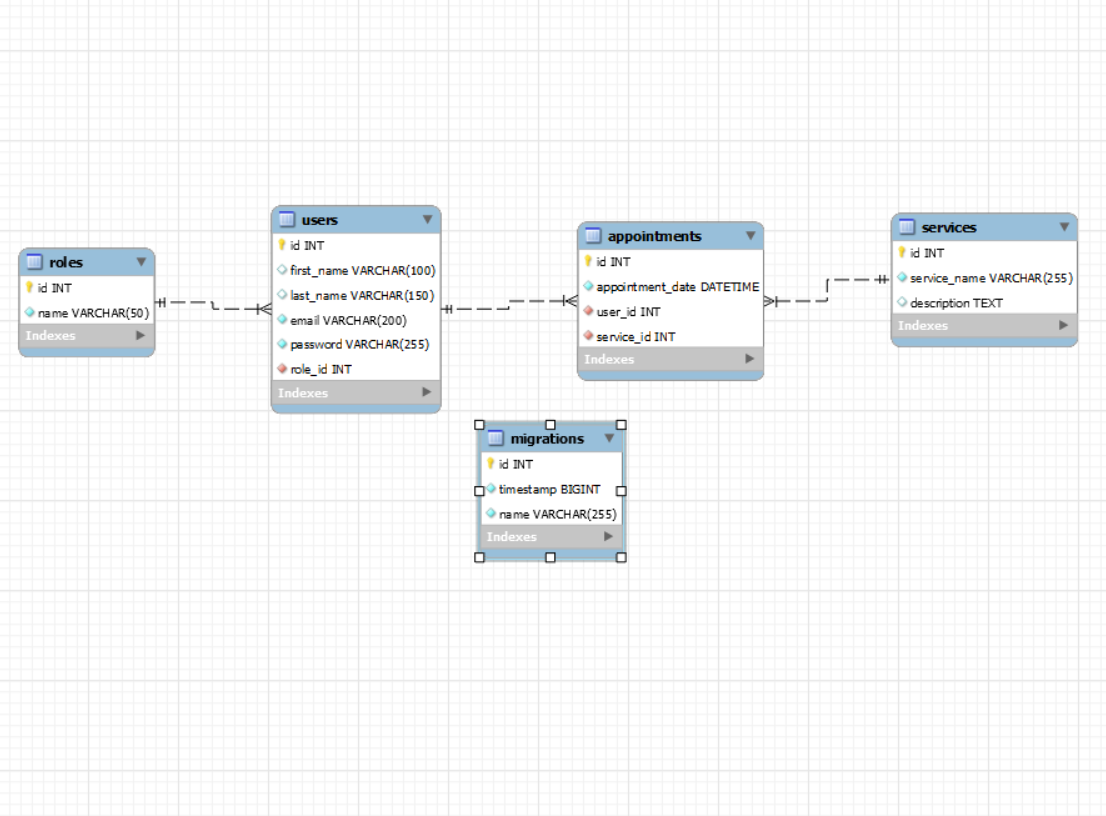 roles
id INT
name VARCHAR(50)
Indexes
users
id INT
first_name VARCHAR(100)
last_name VARCHAR(150)
email VARCHAR(200)
password VARCHAR(255)
role_id INT
Indexes
appointments
id INT
appointment_date DATETIME
user_id INT
service_id INT
Indexes
services
id INT
service_name VARCHAR(255)
description TEXT
Indexes
migrations
id INT
timestamp BIGINT
name VARCHAR(255)
Indexes